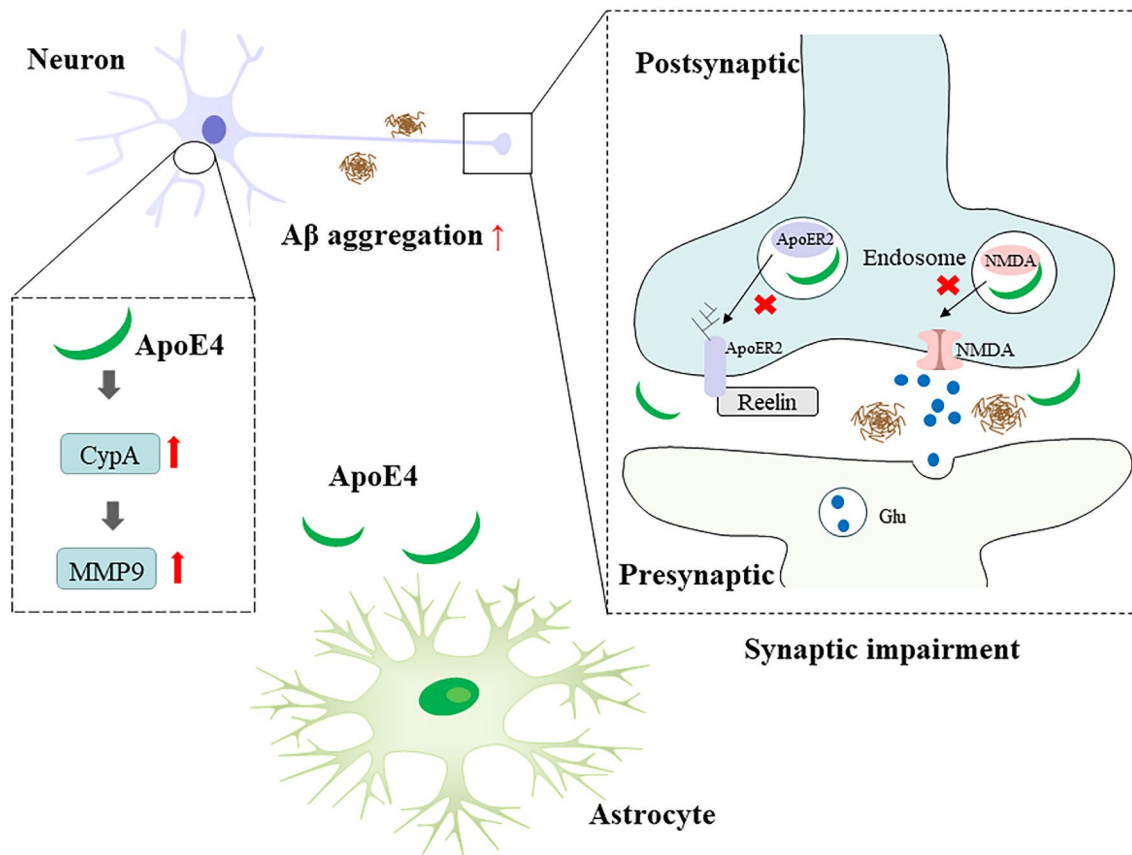 Neuron
Aβ aggregation ↑
ApoE4
CypA
MMP9
ApoE4
Astrocyte
Postsynaptic
ApoER2
Endosome
NMDA
ApoER2
NMDA
Reelin
Glu
Presynaptic
Synaptic impairment